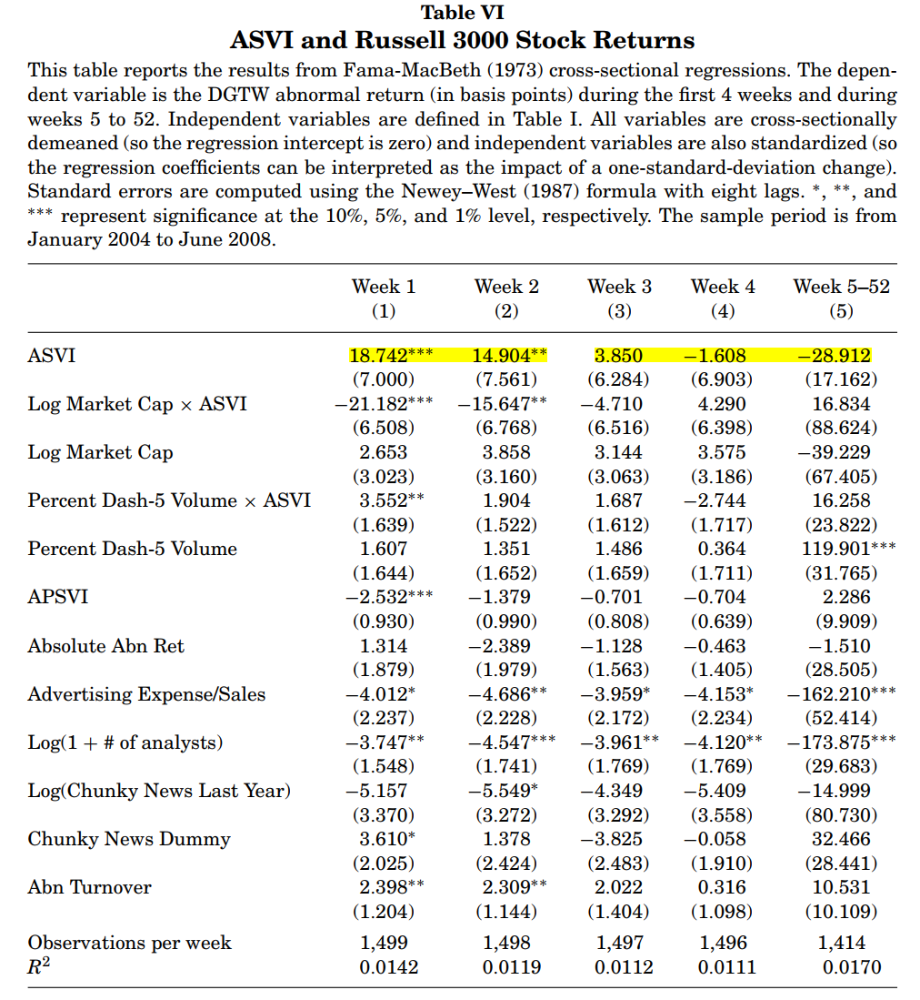 Table VI
ASVI and Russell 3000 Stock Returns
This table reports the results from Fama-MacBeth (1973) cross-sectional regressions. The depen-
dent variable is the DGTW abnormal return (in basis points) during the first 4 weeks and during
weeks 5 to 52. Independent variables are defined in Table I. All variables are cross-sectionally
demeaned (so the regression intercept is zero) and independent variables are also standardized (so
the regression coefficients can be interpreted as the impact of a one-standard-deviation change).
Standard errors are computed using the Newey–West (1987) formula with eight lags. *, **, and
*** represent significance at the 10%, 5%, and 1% level, respectively. The sample period is from
January 2004 to June 2008.
Week 1 Week 2 Week 3 Week 4 Week 5–52
(1) (2) (3) (4) (5)
ASVI 18.742*** 14.904** 3.850 −1.608 −28.912
(7.000) (7.561) (6.284) (6.903) (17.162)
Log Market Cap × ASVI −21.182*** −15.647** −4.710 4.290 16.834
(6.508) (6.768) (6.516) (6.398) (88.624)
Log Market Cap 2.653 3.858 3.144 3.575 −39.229
(3.023) (3.160) (3.063) (3.186) (67.405)
Percent Dash-5 Volume × ASVI 3.552** 1.904 1.687 −2.744 16.258
(1.639) (1.522) (1.612) (1.717) (23.822)
Percent Dash-5 Volume 1.607 1.351 1.486 0.364 119.901***
(1.644) (1.652) (1.659) (1.711) (31.765)
APSVI −2.532*** −1.379 −0.701 −0.704 2.286
(0.930) (0.990) (0.808) (0.639) (9.909)
Absolute Abn Ret 1.314 −2.389 −1.128 −0.463 −1.510
(1.879) (1.979) (1.563) (1.405) (28.505)
Advertising Expense/Sales −4.012* −4.686** −3.959* −4.153* −162.210***
(2.237) (2.228) (2.172) (2.234) (52.414)
Log(1 + # of analysts) −3.747** −4.547*** −3.961** −4.120** −173.875***
(1.548) (1.741) (1.769) (1.769) (29.683)
Log(Chunky News Last Year) −5.157 −5.549* −4.349 −5.409 −14.999
(3.370) (3.272) (3.292) (3.558) (80.730)
Chunky News Dummy 3.610* 1.378 −3.825 −0.058 32.466
(2.025) (2.424) (2.483) (1.910) (28.441)
Abn Turnover 2.398** 2.309** 2.022 0.316 10.531
(1.204) (1.144) (1.404) (1.098) (10.109)
Observations per week 1,499 1,498 1,497 1,496 1,414
R² 0.0142 0.0119 0.0112 0.0111 0.0170